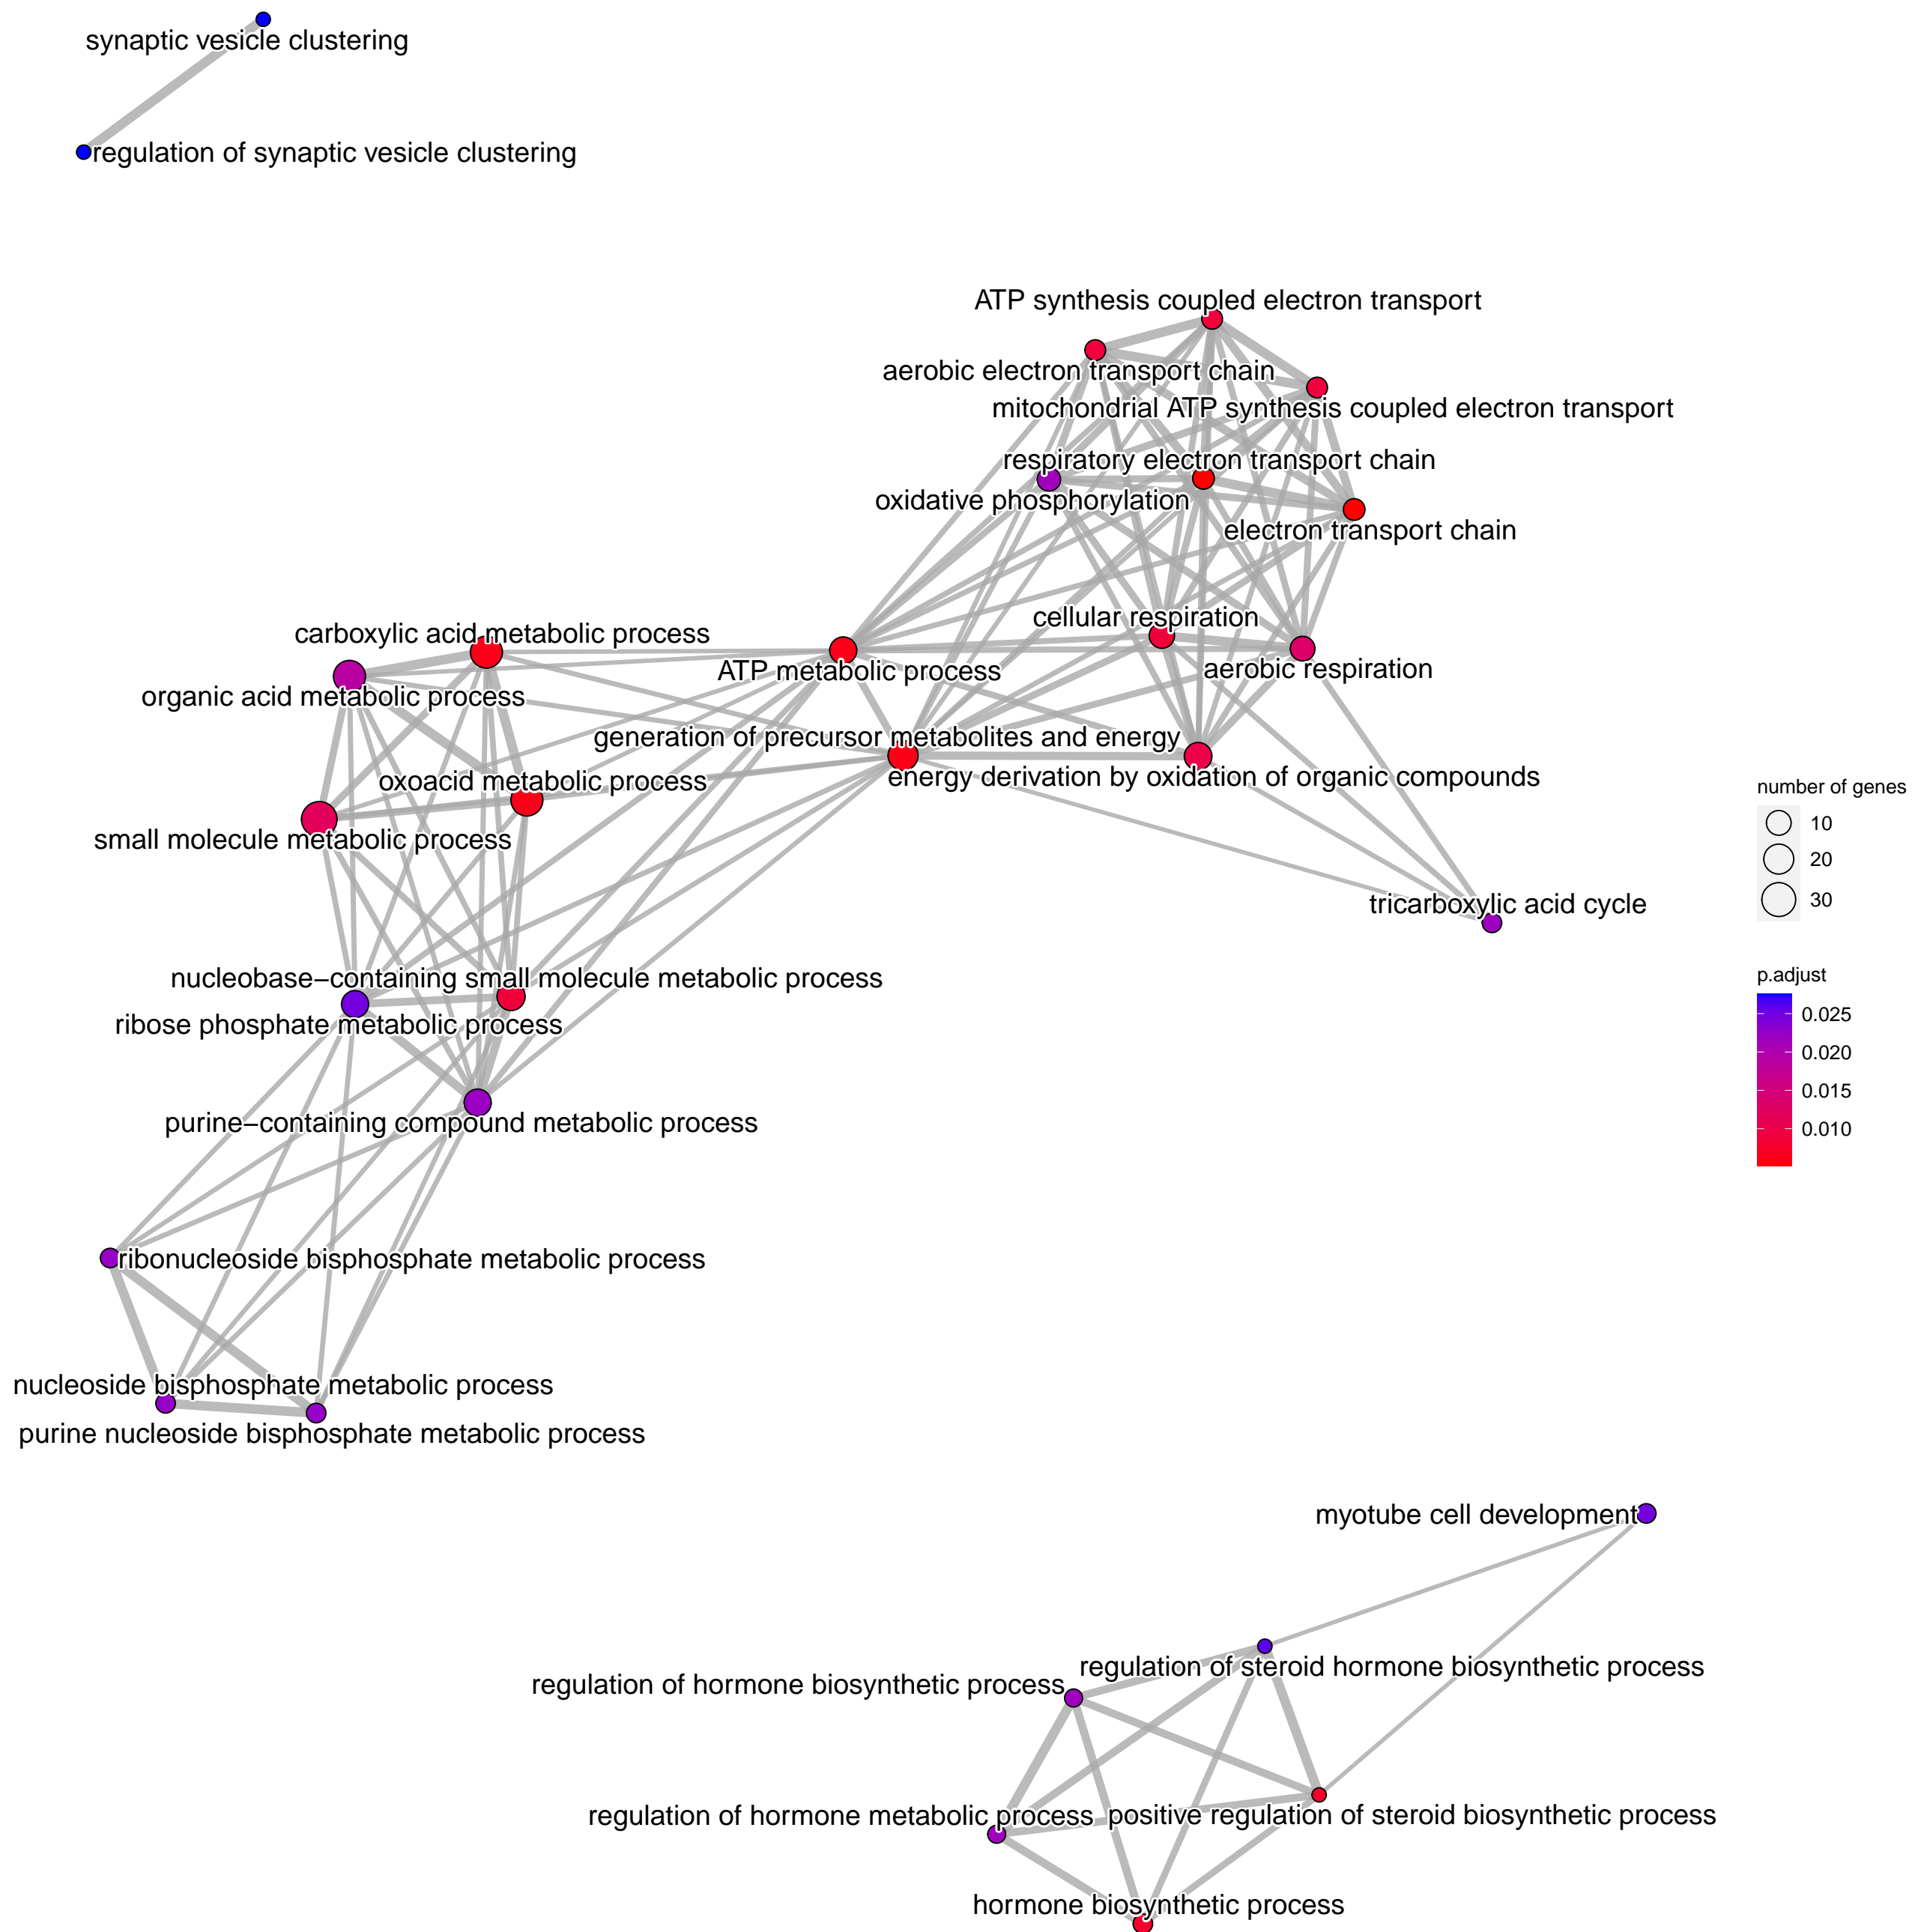 synaptic vesicle clustering
regulation of synaptic vesicle clustering
ATP synthesis coupled electron transport
aerobic electron transport chain
mitochondrial ATP synthesis coupled electron transport
respiratory electron transport chain
oxidative phosphorylation
electron transport chain
cellular respiration
carboxylic acid metabolic process
ATP metabolic process
aerobic respiration
organic acid metabolic process
generation of precursor metabolites and energy
oxoacid metabolic process
energy derivation by oxidation of organic compounds
small molecule metabolic process
number of genes
10
20
30
tricarboxylic acid cycle
nucleobase−containing small molecule metabolic process
ribose phosphate metabolic process
p.adjust
0.025
0.020
0.015
0.010
purine−containing compound metabolic process
ribonucleoside bisphosphate metabolic process
nucleoside bisphosphate metabolic process
purine nucleoside bisphosphate metabolic process
myotube cell development
regulation of steroid hormone biosynthetic process
regulation of hormone biosynthetic process
regulation of hormone metabolic process
positive regulation of steroid biosynthetic process
hormone biosynthetic process